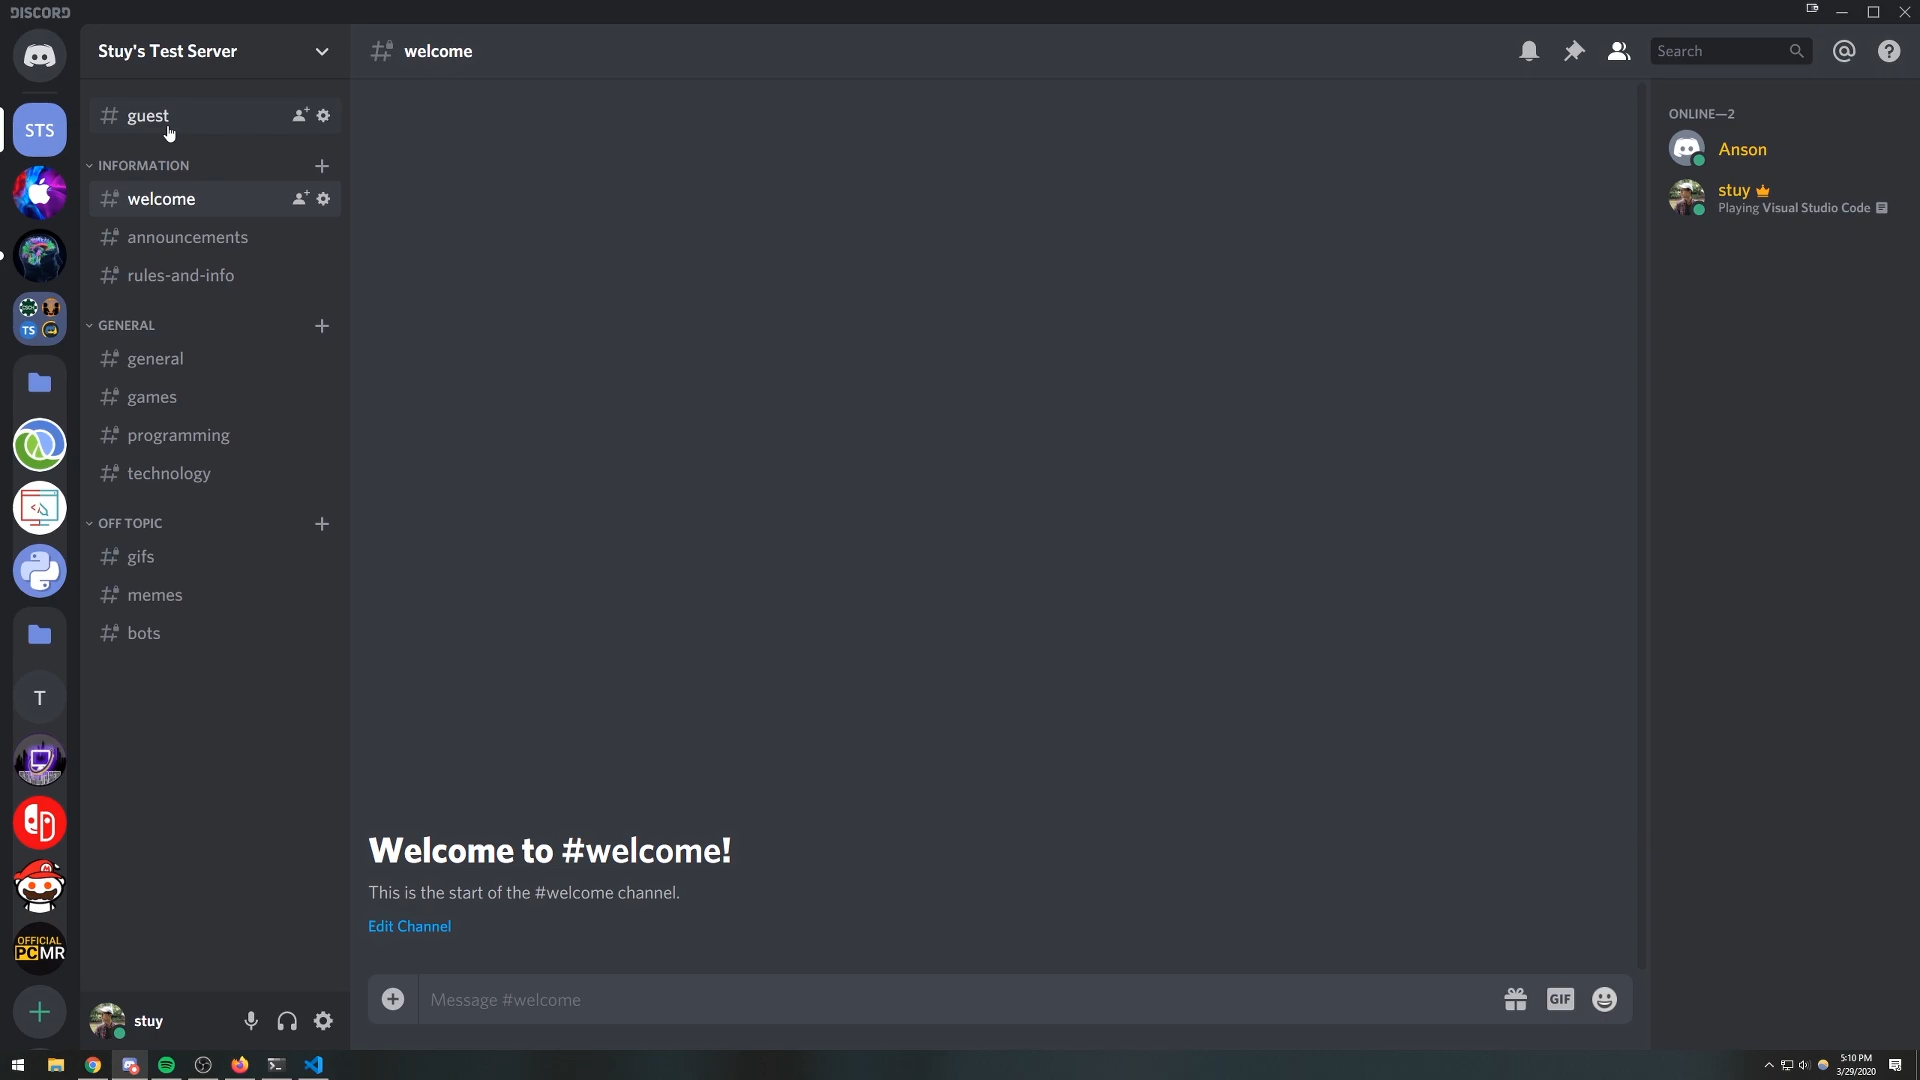 DISCORD
Stuy's Test Server
welcome
Search
STS
guest
INFORMATION
welcome
announcements
rules-and-info
GENERAL
general
games
programming
technology
OFF TOPIC
gifs
memes
bots
TS
T
OFFICIAL
PCMR
ONLINE—2
Anson
stuy
Playing Visual Studio Code
Welcome to #welcome!
This is the start of the #welcome channel.
Edit Channel
Message #welcome
GIF
stuy
5:10 PM
3/29/2020